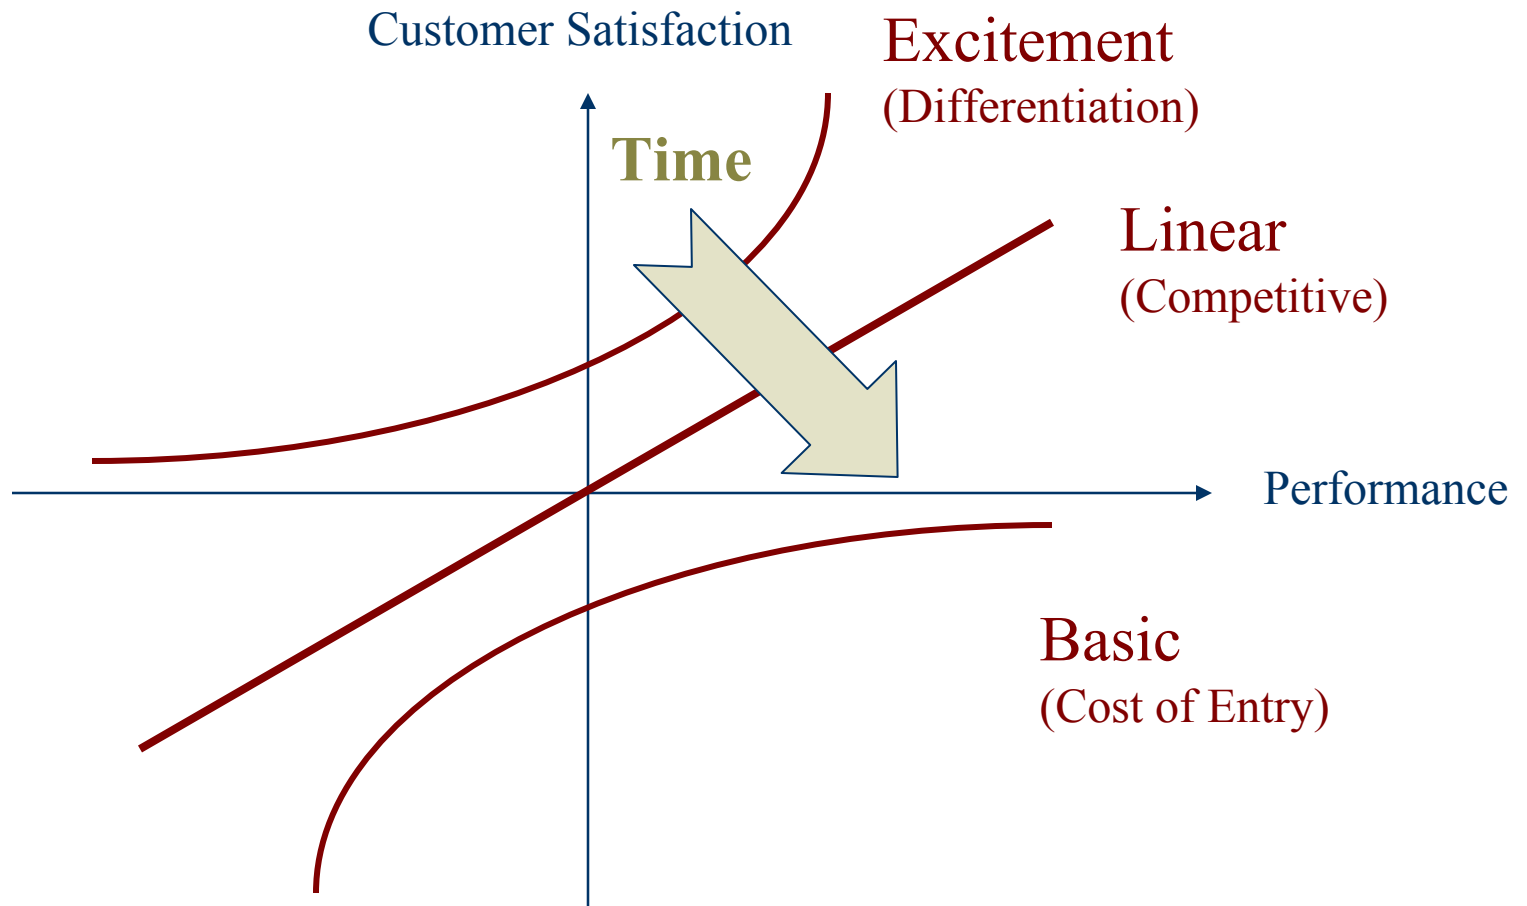 Customer Satisfaction
Excitement
(Differentiation)
Time
Linear
(Competitive)
Performance
Basic
(Cost of Entry)